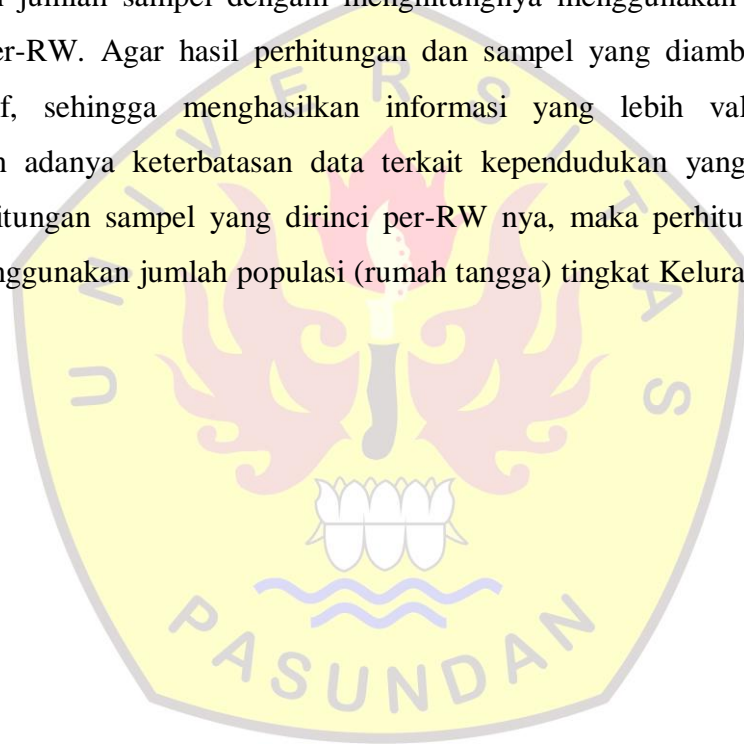 jumlah sampel dengam menghitungnya menggunakan
er-RW. Agar hasil perhitungan dan sampel yang diamb
f, sehingga menghasilkan informasi yang lebih val
adanya keterbatasan data terkait kependudukan yang
itungan sampel yang dirinci per-RW nya, maka perhitu
nggunakan jumlah populasi (rumah tangga) tingkat Kelura
UNIVERSITAS
PASUNDAN